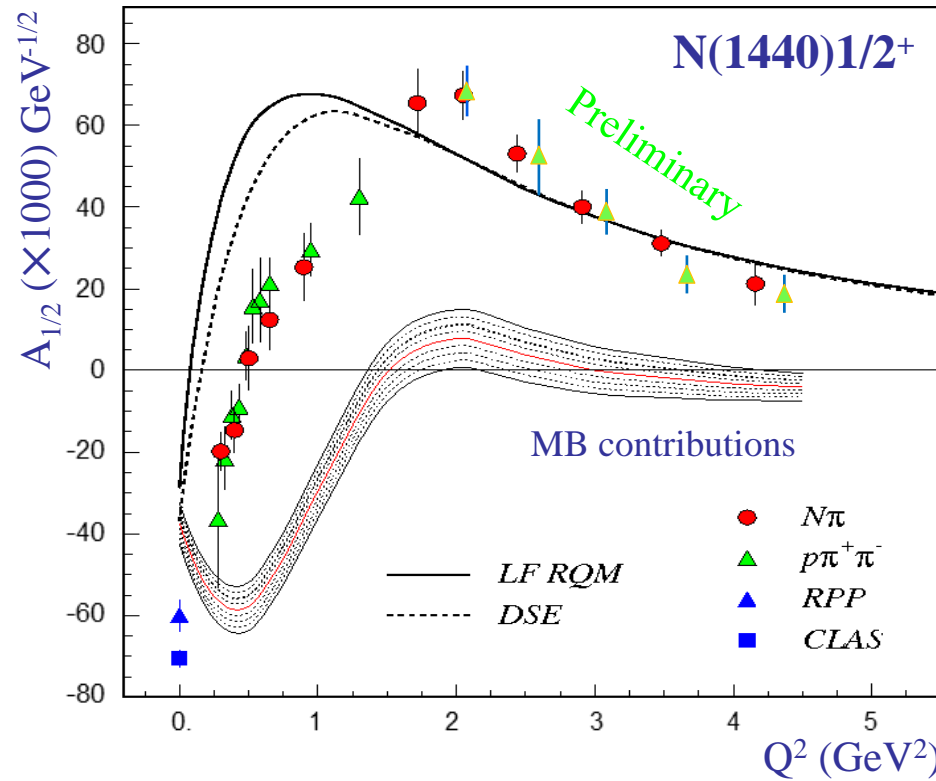 N(1440)1/2⁺
Preliminary
A₁/₂ (×1000) GeV⁻¹/²
80
60
40
20
0
-20
-40
-60
-80
MB contributions
LF RQM
DSE
Nπ
pπ⁺π⁻
RPP
CLAS
0. 1 2 3 4 5
Q² (GeV²)